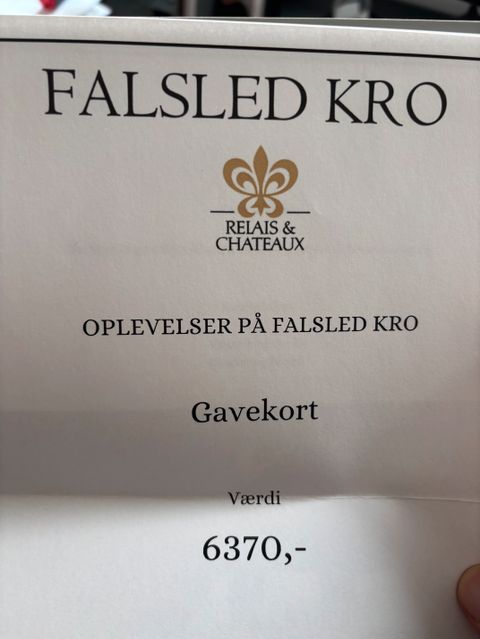 FALSLED KRO
RELAIS &
CHATEAUX
OPLEVELSER PÅ FALSLED KRO
Gavekort
Værdi
6370,-